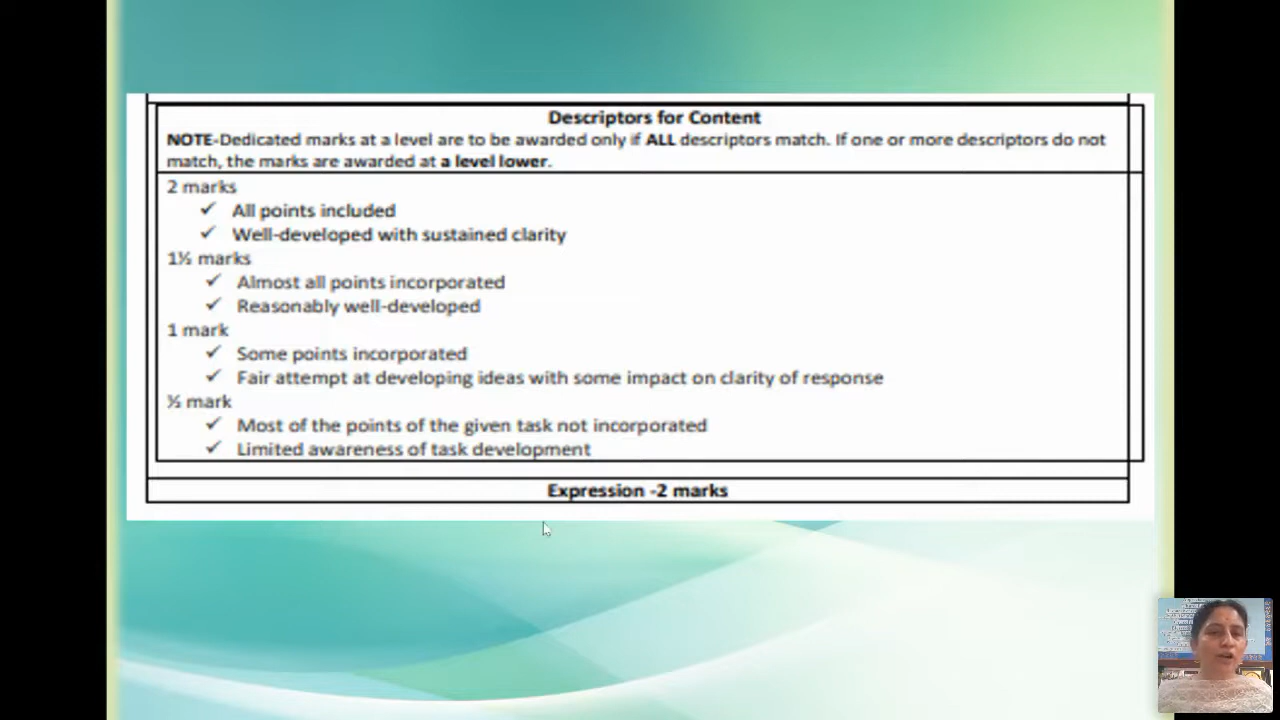 Descriptors for Content
NOTE-Dedicated marks at a level are to be awarded only if ALL descriptors match. If one or more descriptors do not
match, the marks are awarded at a level lower.
2 marks
✓ All points included
✓ Well-developed with sustained clarity
1½ marks
✓ Almost all points incorporated
✓ Reasonably well-developed
1 mark
✓ Some points incorporated
✓ Fair attempt at developing ideas with some impact on clarity of response
½ mark
✓ Most of the points of the given task not incorporated
✓ Limited awareness of task development
Expression -2 marks